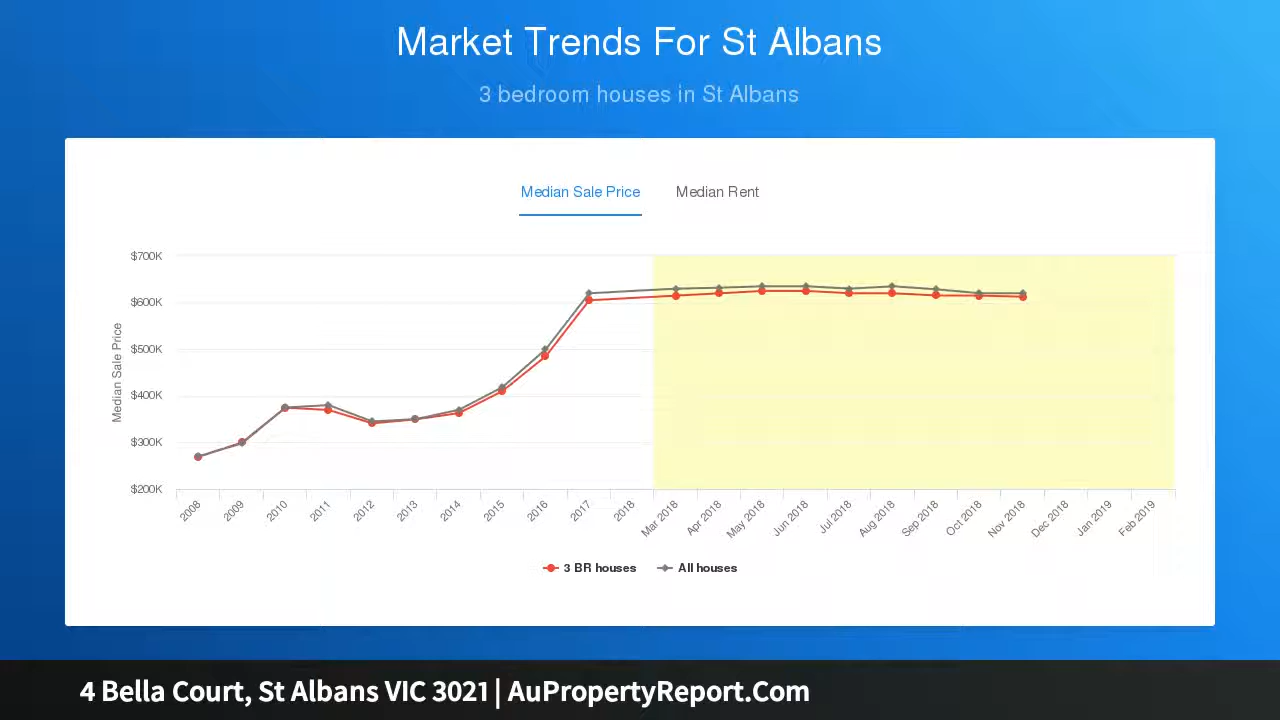 Market Trends For St Albans
3 bedroom houses in St Albans
Median Sale Price Median Rent
Median Sale Price
$700K
$600K
$500K
$400K
$300K
$200K
2008 2009 2010 2011 2012 2013 2014 2015 2016 2017 2018 Mar 2018 Apr 2018 May 2018 Jun 2018 Jul 2018 Aug 2018 Sep 2018 Oct 2018 Nov 2018 Dec 2018 Jan 2019 Feb 2019
3 BR houses All houses
4 Bella Court, St Albans VIC 3021 | AuPropertyReport.Com